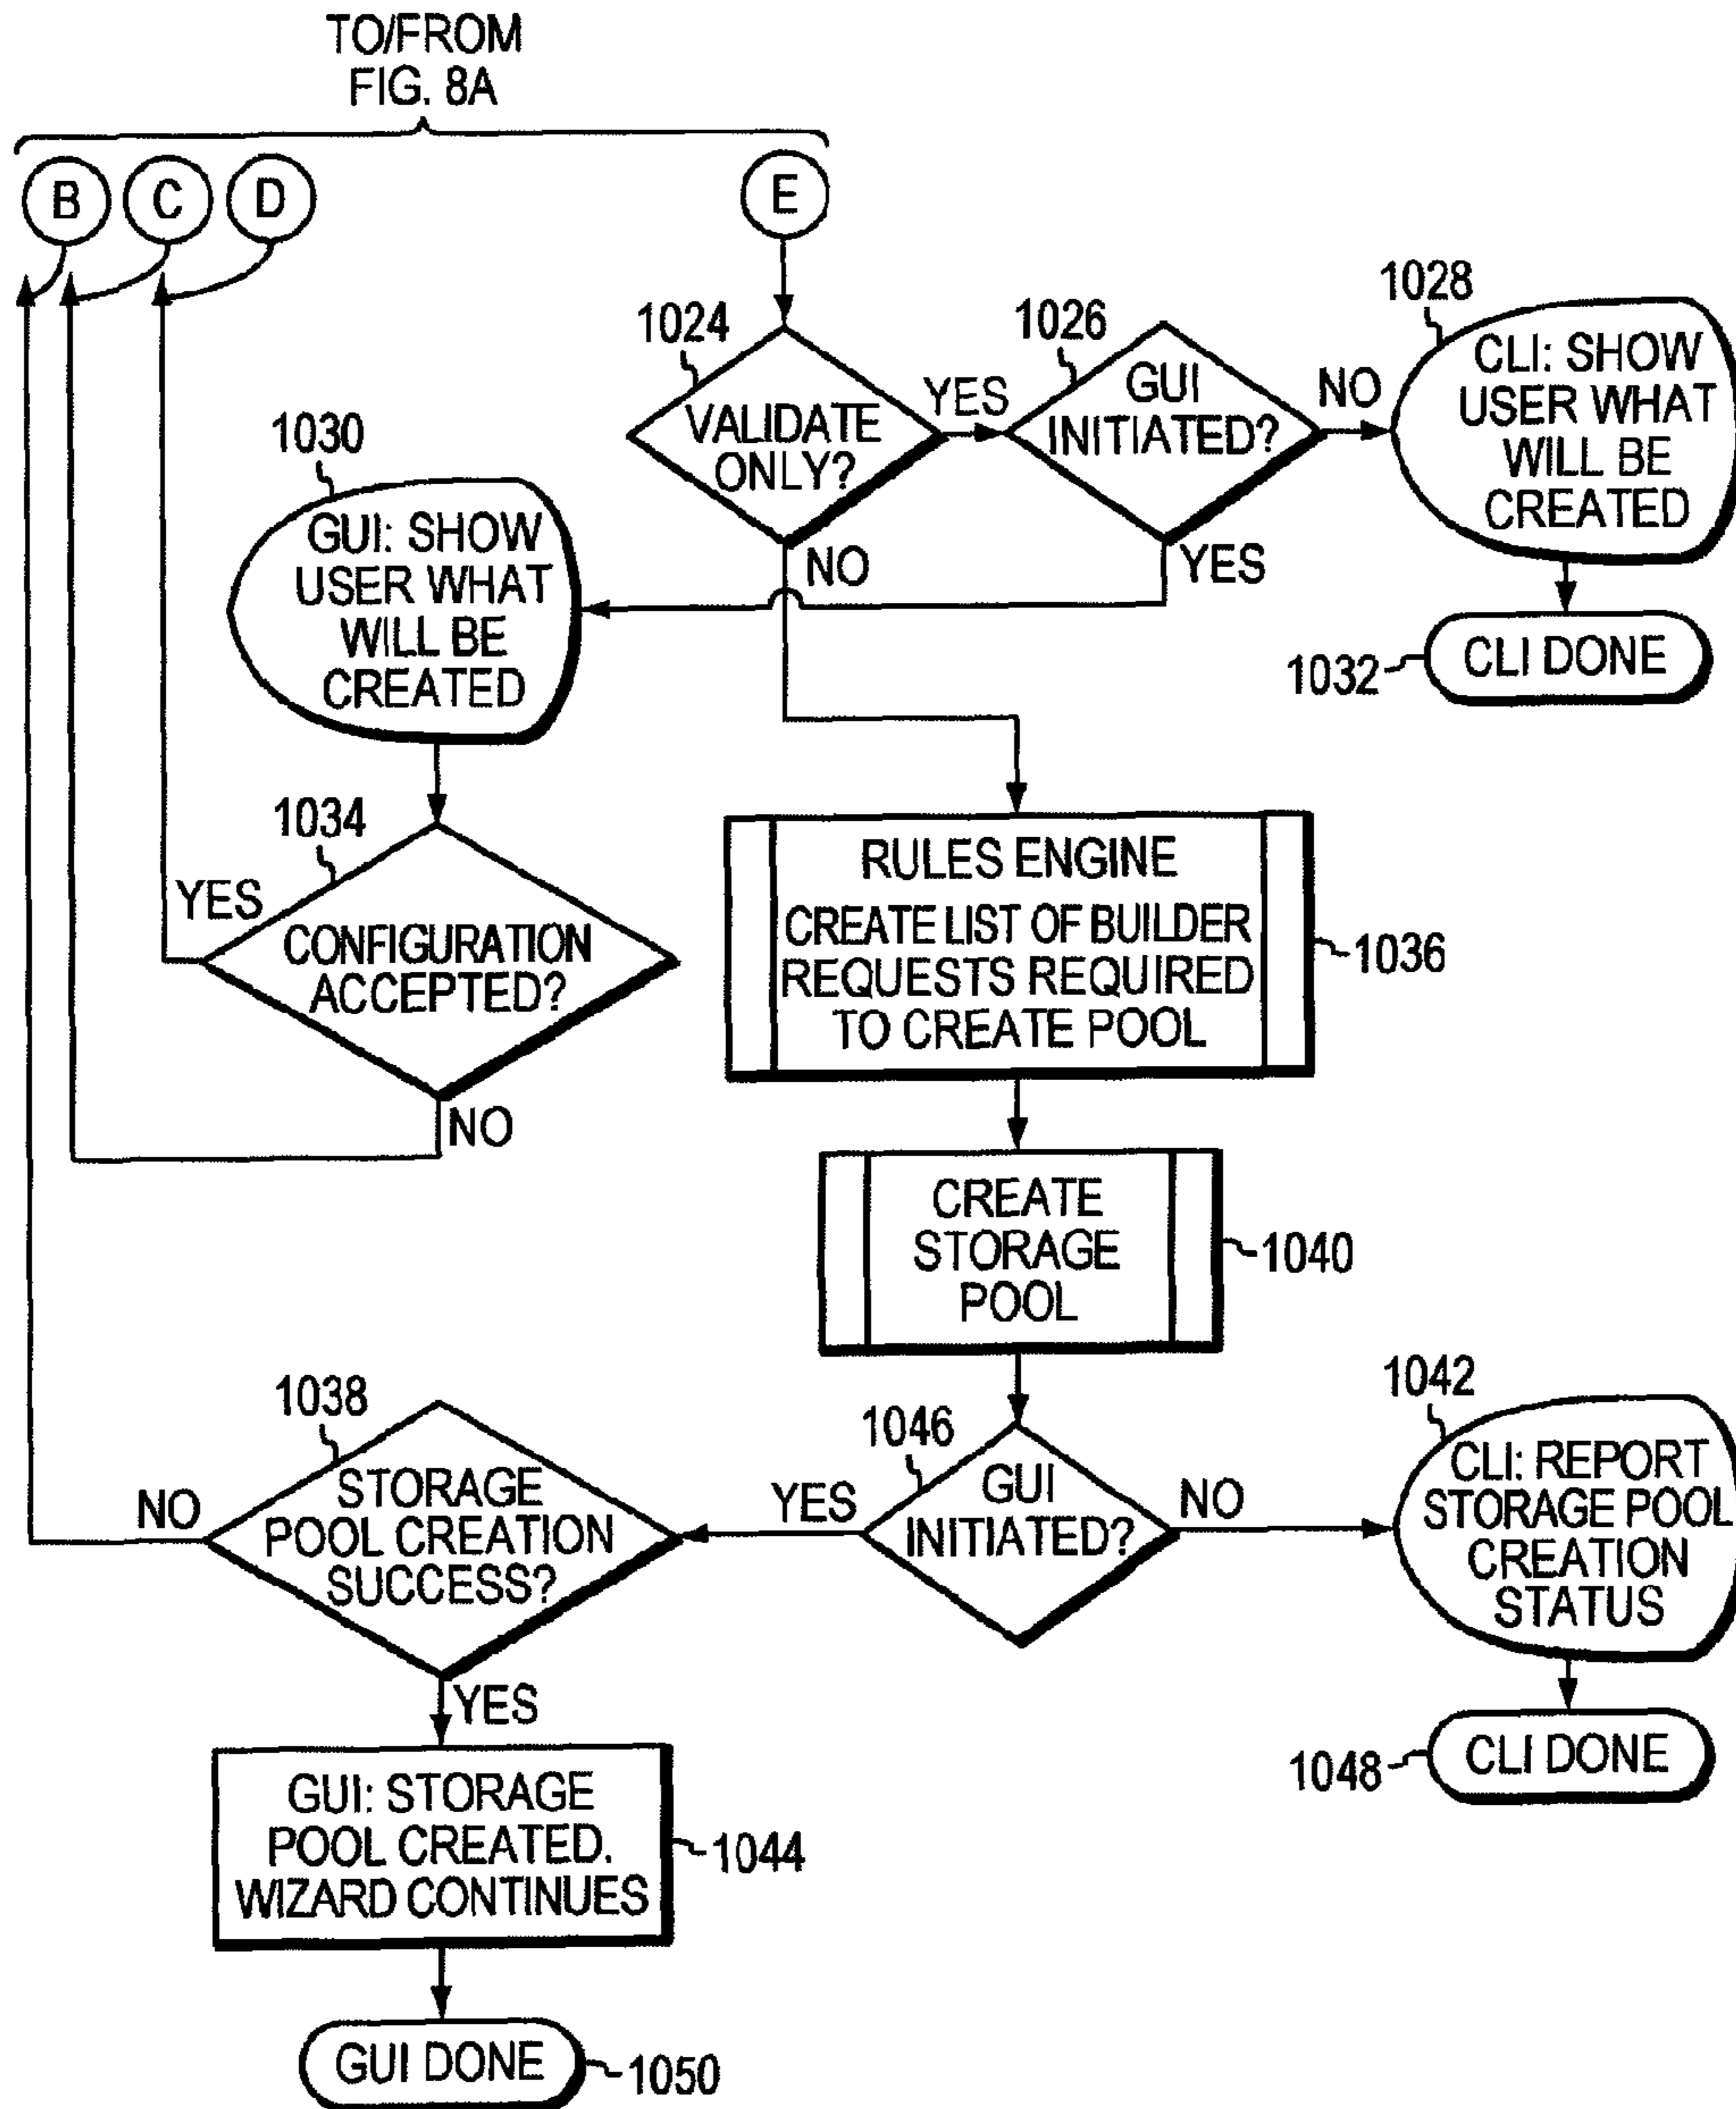 TO/FROM
FIG. 8A
B
C
D
E
1024
VALIDATE
ONLY?
YES
NO
1026
GUI
INITIATED?
NO
YES
1028
CLI: SHOW
USER WHAT
WILL BE
CREATED
1032
CLI DONE
1030
GUI: SHOW
USER WHAT
WILL BE
CREATED
1034
YES
CONFIGURATION
ACCEPTED?
NO
RULES ENGINE
CREATE LIST OF BUILDER
REQUESTS REQUIRED
TO CREATE POOL
1036
CREATE
STORAGE
POOL
1040
1046
GUI
INITIATED?
YES
NO
1042
CLI: REPORT
STORAGE POOL
CREATION
STATUS
1048
CLI DONE
1038
STORAGE
POOL CREATION
SUCCESS?
NO
YES
GUI: STORAGE
POOL CREATED.
WIZARD CONTINUES
1044
GUI DONE
1050